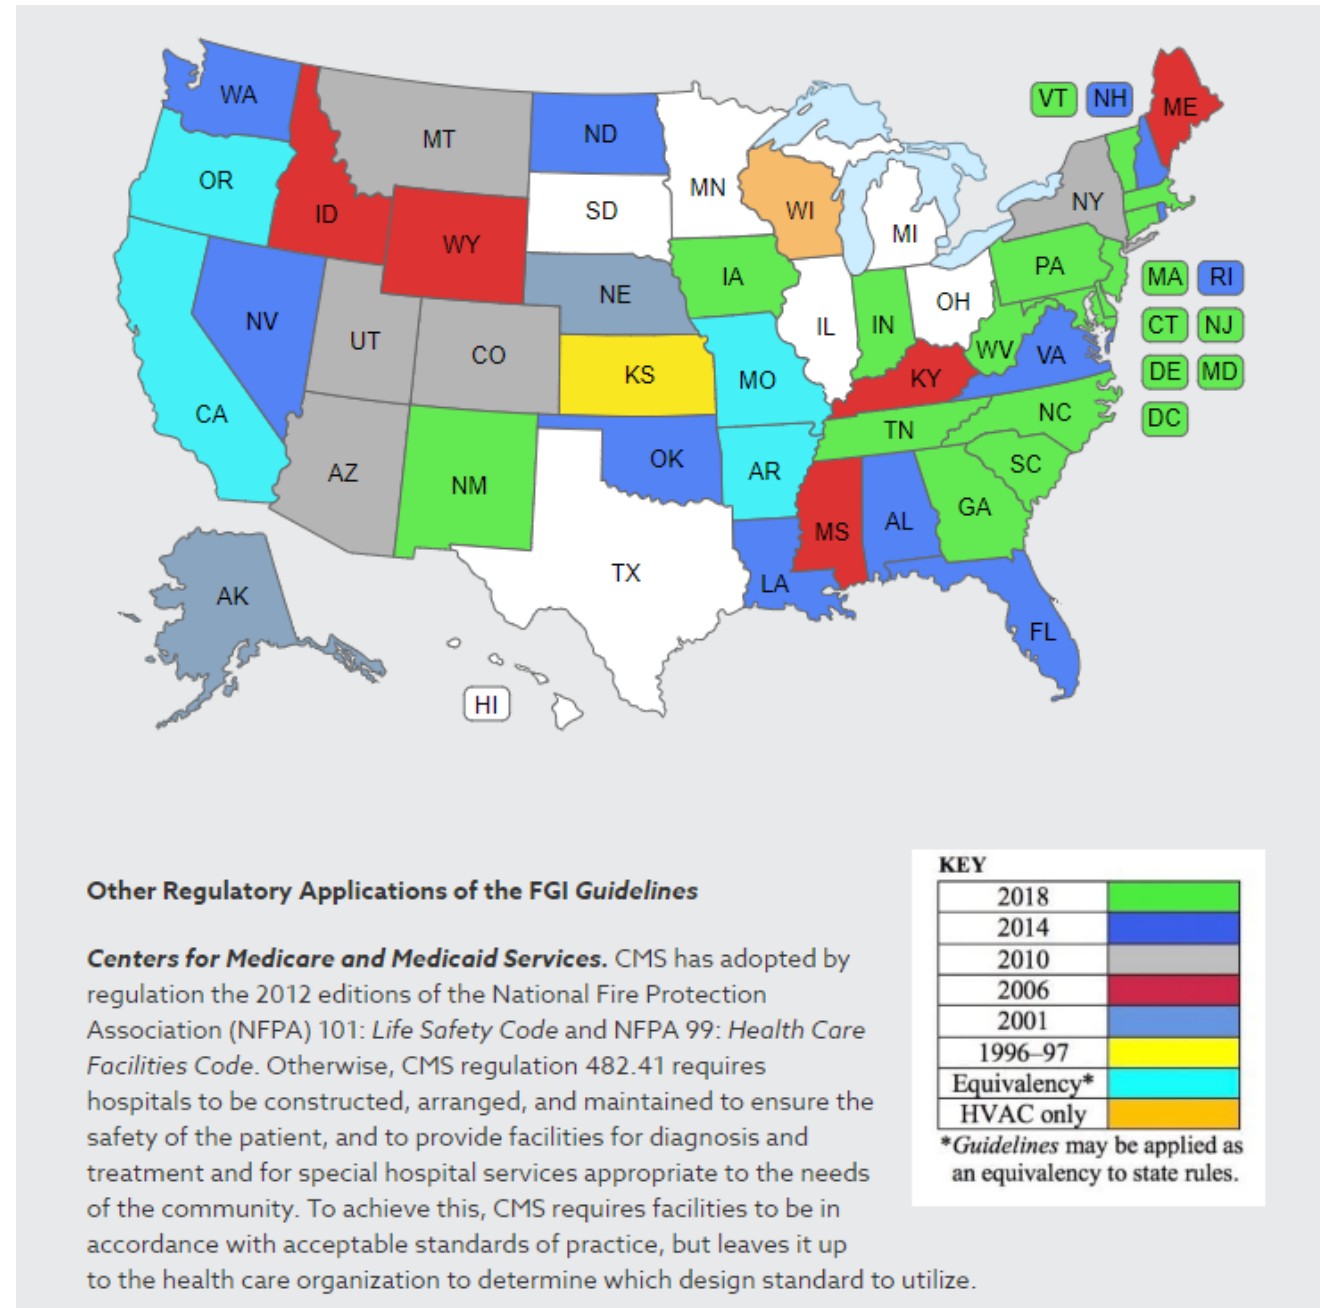 WA
MT
ND
MN
VT NH
ME
OR
ID
WY
SD
WI
MI
NY
NV
UT
CO
NE
IA
IL
IN
OH
PA
MA RI
CA
KS
MO
KY
WV
VA
CT NJ
DE MD
DC
AZ
NM
OK
AR
TN
NC
SC
GA
AL
MS
LA
TX
FL
AK
HI
Other Regulatory Applications of the FGI Guidelines
Centers for Medicare and Medicaid Services. CMS has adopted by
regulation the 2012 editions of the National Fire Protection
Association (NFPA) 101: Life Safety Code and NFPA 99: Health Care
Facilities Code. Otherwise, CMS regulation 482.41 requires
hospitals to be constructed, arranged, and maintained to ensure the
safety of the patient, and to provide facilities for diagnosis and
treatment and for special hospital services appropriate to the needs
of the community. To achieve this, CMS requires facilities to be in
accordance with acceptable standards of practice, but leaves it up
to the health care organization to determine which design standard to utilize.
KEY
2018
2014
2010
2006
2001
1996–97
Equivalency*
HVAC only
*Guidelines may be applied as
an equivalency to state rules.